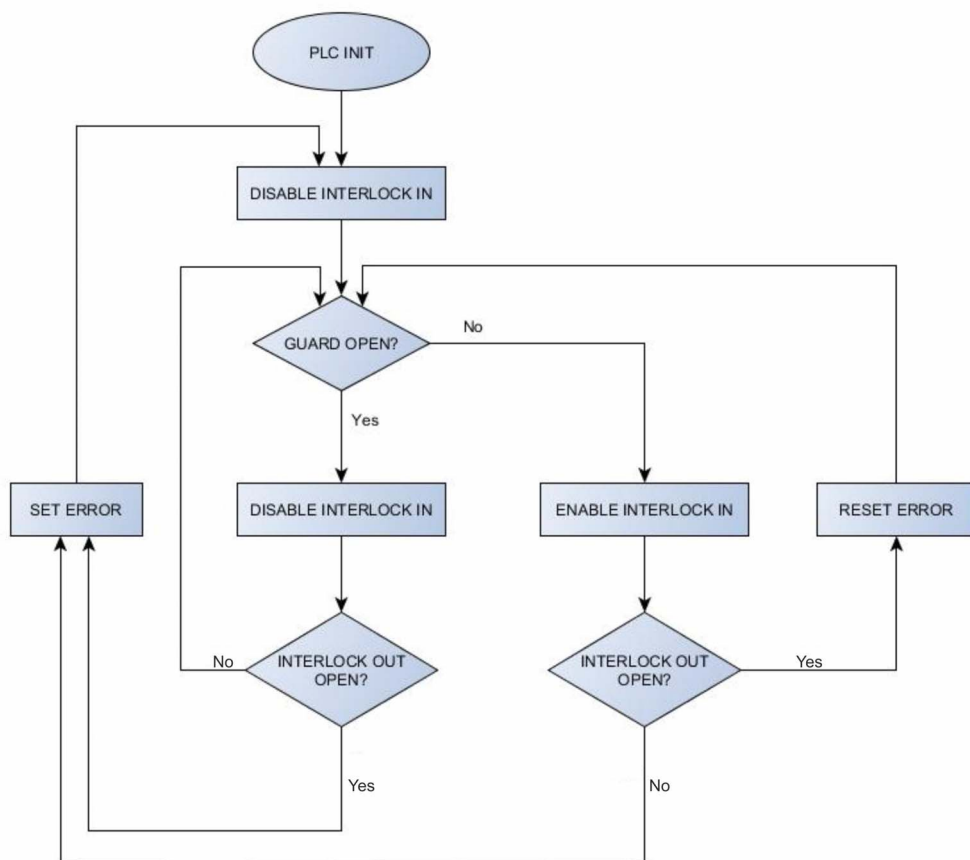 PLC INIT
DISABLE INTERLOCK IN
GUARD OPEN?
No
Yes
SET ERROR
DISABLE INTERLOCK IN
ENABLE INTERLOCK IN
RESET ERROR
No
INTERLOCK OUT
OPEN?
INTERLOCK OUT
OPEN?
Yes
Yes
No